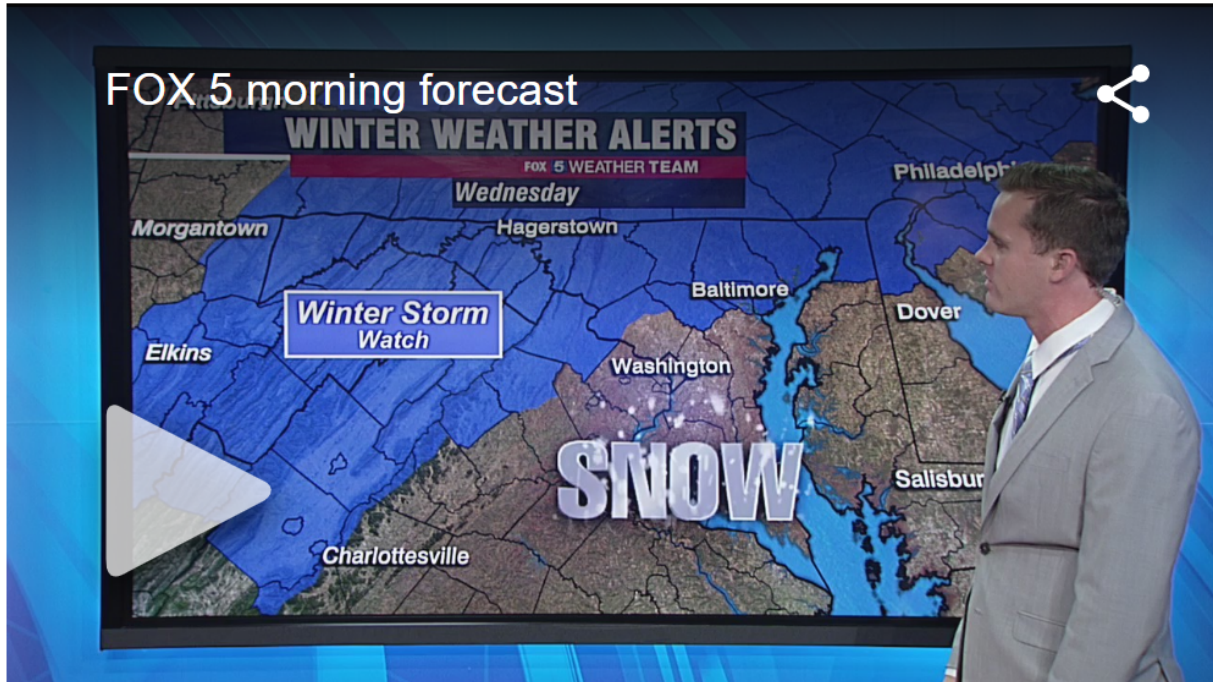 FOX 5 morning forecast
Pittsburgh
WINTER WEATHER ALERTS
FOX 5 WEATHER TEAM
Wednesday
Philadelphi
Morgantown
Hagerstown
Baltimore
Winter Storm
Watch
Dover
Elkins
Washington
SNOW
Salisbur
Charlottesville